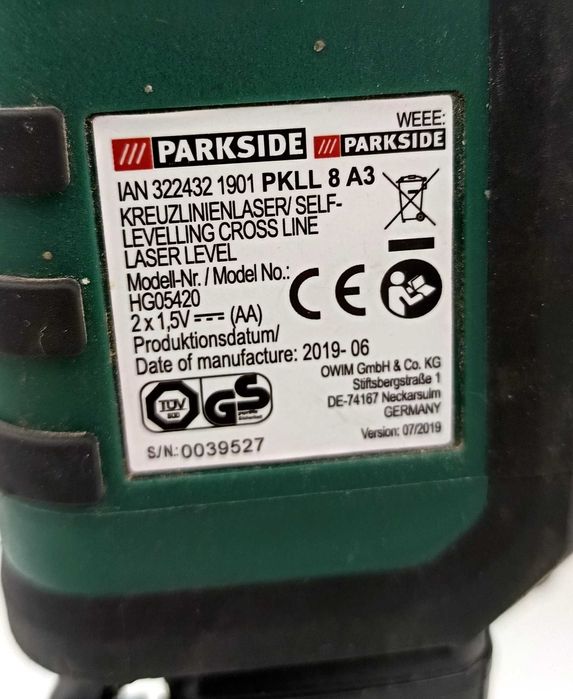 WEEE:
/// PARKSIDE /// PARKSIDE
IAN 322432 1901 PKLL 8 A3
KREUZLINIENLASER/ SELF-
LEVELLING CROSS LINE
LASER LEVEL
Modell-Nr. / Model No.:
HG05420
CE
2 x 1,5V (AA)
Produktionsdatum/
Date of manufacture: 2019- 06
OWIM GmbH & Co. KG
Stiftsbergstraße 1
DE-74167 Neckarsulm
GERMANY
TÜV
SÜD
GS
Version: 07/2019
S/N.: 0039527